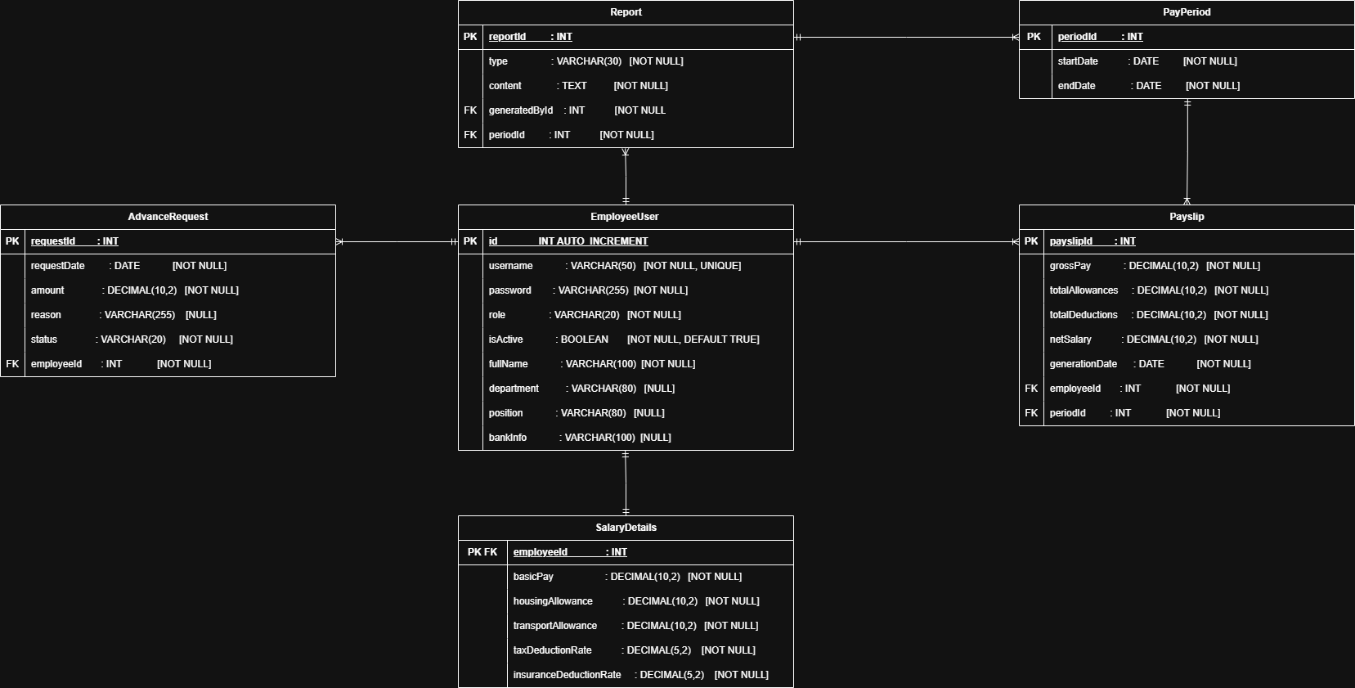 Report
PK reportId : INT
type : VARCHAR(30) [NOT NULL]
content : TEXT [NOT NULL]
FK generatedById : INT [NOT NULL
FK periodId : INT [NOT NULL]
PayPeriod
PK periodId : INT
startDate : DATE [NOT NULL]
endDate : DATE [NOT NULL]
AdvanceRequest
PK requestId : INT
requestDate : DATE [NOT NULL]
amount : DECIMAL(10,2) [NOT NULL]
reason : VARCHAR(255) [NULL]
status : VARCHAR(20) [NOT NULL]
FK employeeId : INT [NOT NULL]
EmployeeUser
PK id INT AUTO_INCREMENT
username : VARCHAR(50) [NOT NULL, UNIQUE]
password : VARCHAR(255) [NOT NULL]
role : VARCHAR(20) [NOT NULL]
isActive : BOOLEAN [NOT NULL, DEFAULT TRUE]
fullName : VARCHAR(100) [NOT NULL]
department : VARCHAR(80) [NULL]
position : VARCHAR(80) [NULL]
bankInfo : VARCHAR(100) [NULL]
Payslip
PK payslipId : INT
grossPay : DECIMAL(10,2) [NOT NULL]
totalAllowances : DECIMAL(10,2) [NOT NULL]
totalDeductions : DECIMAL(10,2) [NOT NULL]
netSalary : DECIMAL(10,2) [NOT NULL]
generationDate : DATE [NOT NULL]
FK employeeId : INT [NOT NULL]
FK periodId : INT [NOT NULL]
SalaryDetails
PK FK employeeId : INT
basicPay : DECIMAL(10,2) [NOT NULL]
housingAllowance : DECIMAL(10,2) [NOT NULL]
transportAllowance : DECIMAL(10,2) [NOT NULL]
taxDeductionRate : DECIMAL(5,2) [NOT NULL]
insuranceDeductionRate : DECIMAL(5,2) [NOT NULL]